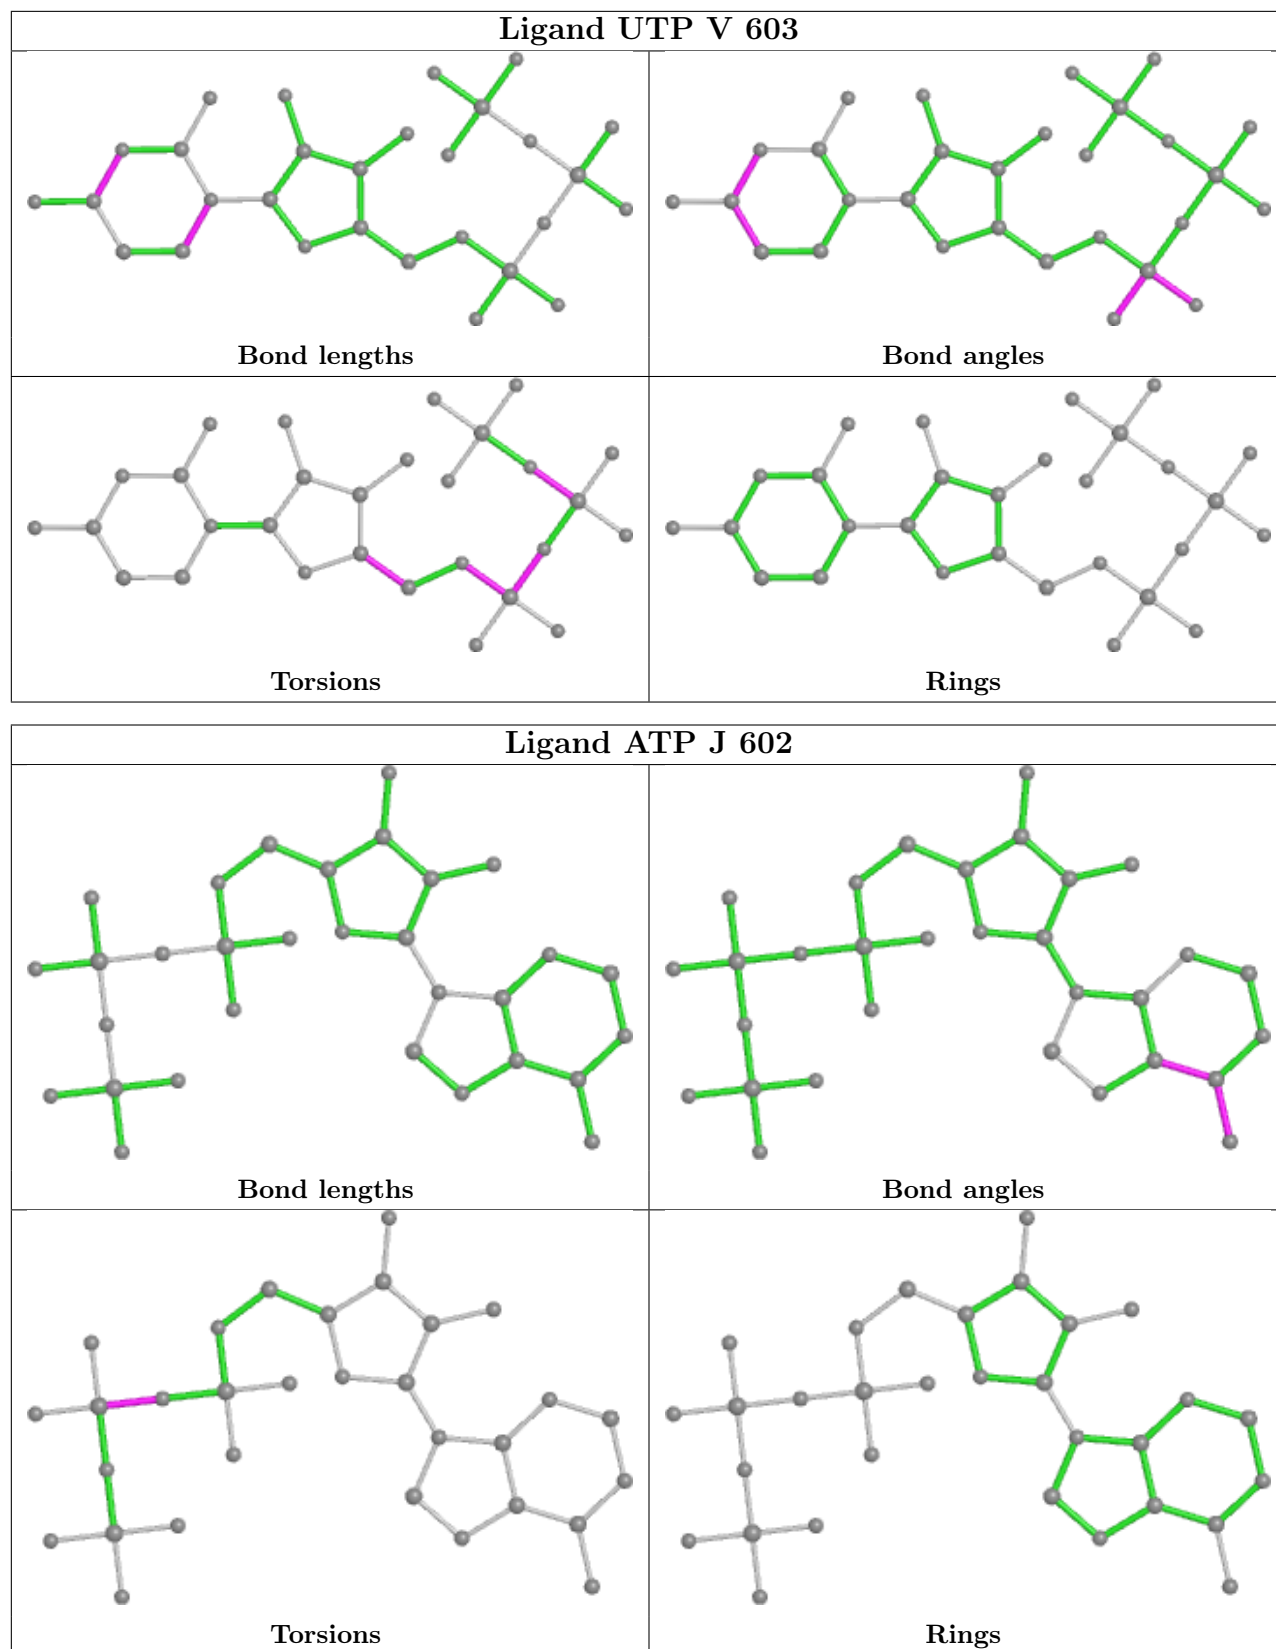 Ligand UTP V 603
Bond lengths
Bond angles
Torsions
Rings
Ligand ATP J 602
Bond lengths
Bond angles
Torsions
Rings